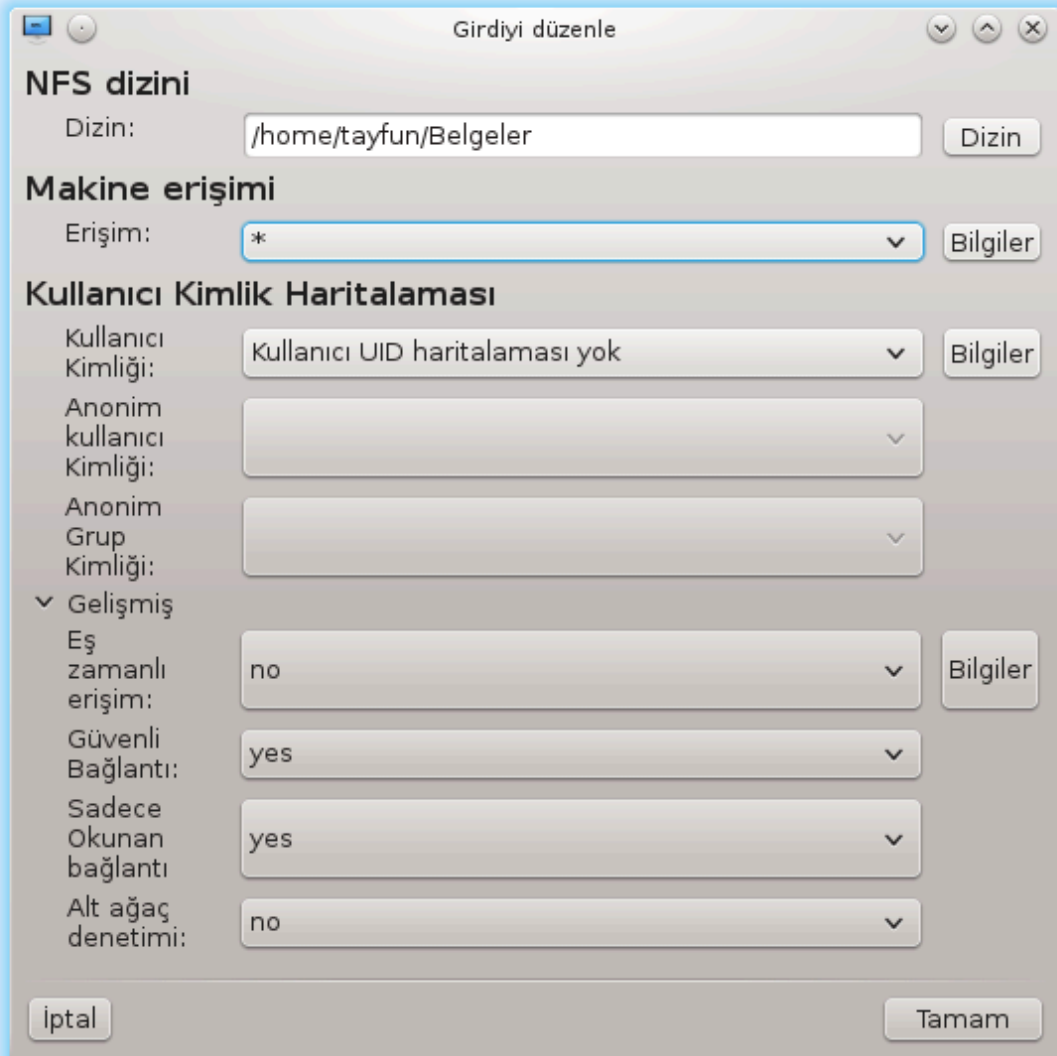 Girdiyi düzenle
NFS dizini
Dizin:
/home/tayfun/Belgeler
Dizin
Makine erişimi
Erişim:
*
Bilgiler
Kullanıcı Kimlik Haritalaması
Kullanıcı
Kimliği:
Kullanıcı UID haritalaması yok
Bilgiler
Anonim
kullanıcı
Kimliği:
Anonim
Grup
Kimliği:
Gelişmiş
Eş
zamanlı
erişim:
no
Bilgiler
Güvenli
Bağlantı:
yes
Sadece
Okunan
bağlantı
yes
Alt ağaç
denetimi:
no
İptal
Tamam